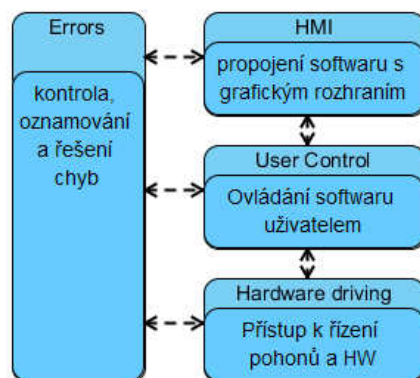 Errors
kontrola,
oznamování
a řešení
chyb
HMI
propojení softwaru s
grafickým rozhraním
User Control
Ovládání softwaru
uživatelem
Hardware driving
Přístup k řízení
pohonů a HW